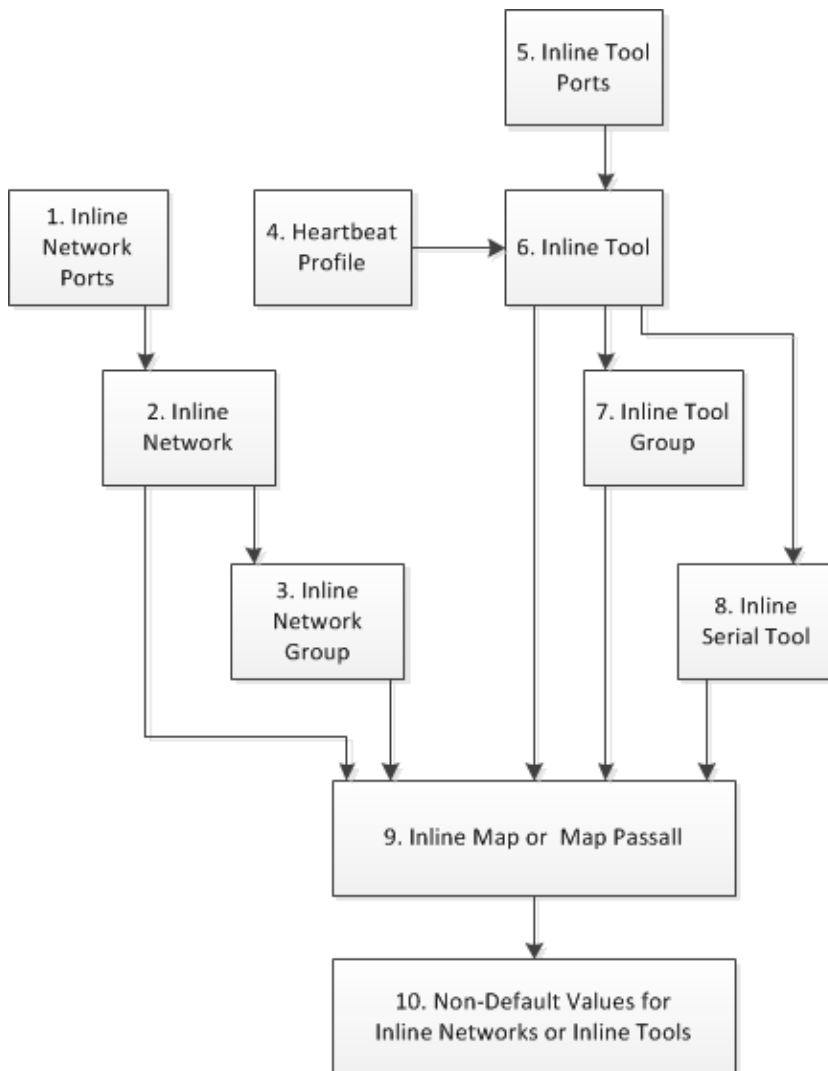 5. Inline Tool
Ports
1. Inline
Network
Ports
4. Heartbeat
Profile
6. Inline Tool
2. Inline
Network
7. Inline Tool
Group
3. Inline
Network
Group
8. Inline
Serial Tool
9. Inline Map or  Map Passall
10. Non-Default Values for
Inline Networks or Inline Tools